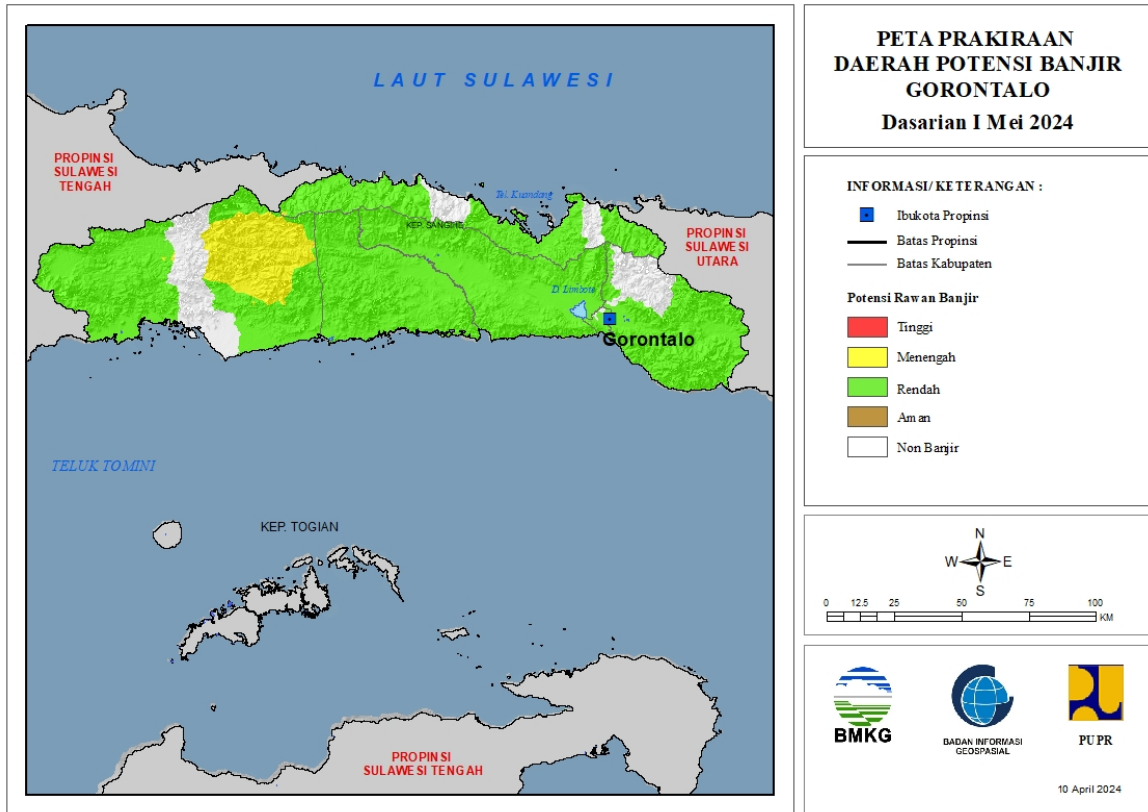 LAUT SULAWESI
PROPINSI
SULAWESI
TENGAH
Tel. Kuandang
KEP. SANGIHE
PROPINSI
SULAWESI
UTARA
D. Limboto
Gorontalo
TELUK TOMINI
KEP. TOGIAN
PROPINSI
SULAWESI TENGAH
PETA PRAKIRAAN
DAERAH POTENSI BANJIR
GORONTALO
Dasarian I Mei 2024
INFORMASI/ KETERANGAN :
Ibukota Propinsi
Batas Propinsi
Batas Kabupaten
Potensi Rawan Banjir
Tinggi
Menengah
Rendah
Aman
Non Banjir
N
W E
S
0 12.5 25 50 75 100
KM
BMKG
BADAN INFORMASI
GEOSPASIAL
PUPR
10 April 2024